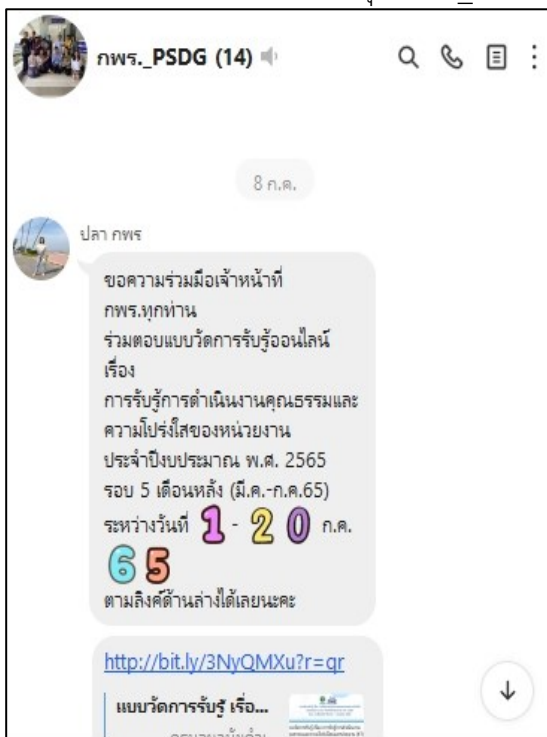 กพร._PSDG (14)
8 ก.ค.
ปลา กพร
ขอความร่วมมือเจ้าหน้าที่
กพร.ทุกท่าน
ร่วมตอบแบบวัดการรับรู้ออนไลน์
เรื่อง
การรับรู้การดำเนินงานคุณธรรมและ
ความโปร่งใสของหน่วยงาน
ประจำปีงบประมาณ พ.ศ. 2565
รอบ 5 เดือนหลัง (มี.ค.-ก.ค.65)
ระหว่างวันที่ 1 - 2 0 ก.ค.
6 5
ตามลิงค์ด้านล่างได้เลยนะคะ
http://bit.ly/3NyQMXu?r=qr
แบบวัดการรับรู้ เรื่อ...